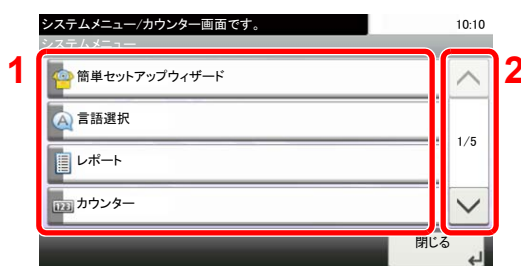 システムメニュー/カウンター画面です。 10:10
システムメニュー
1 2
簡単セットアップウィザード
言語選択
1/5
レポート
123 カウンター
閉じる